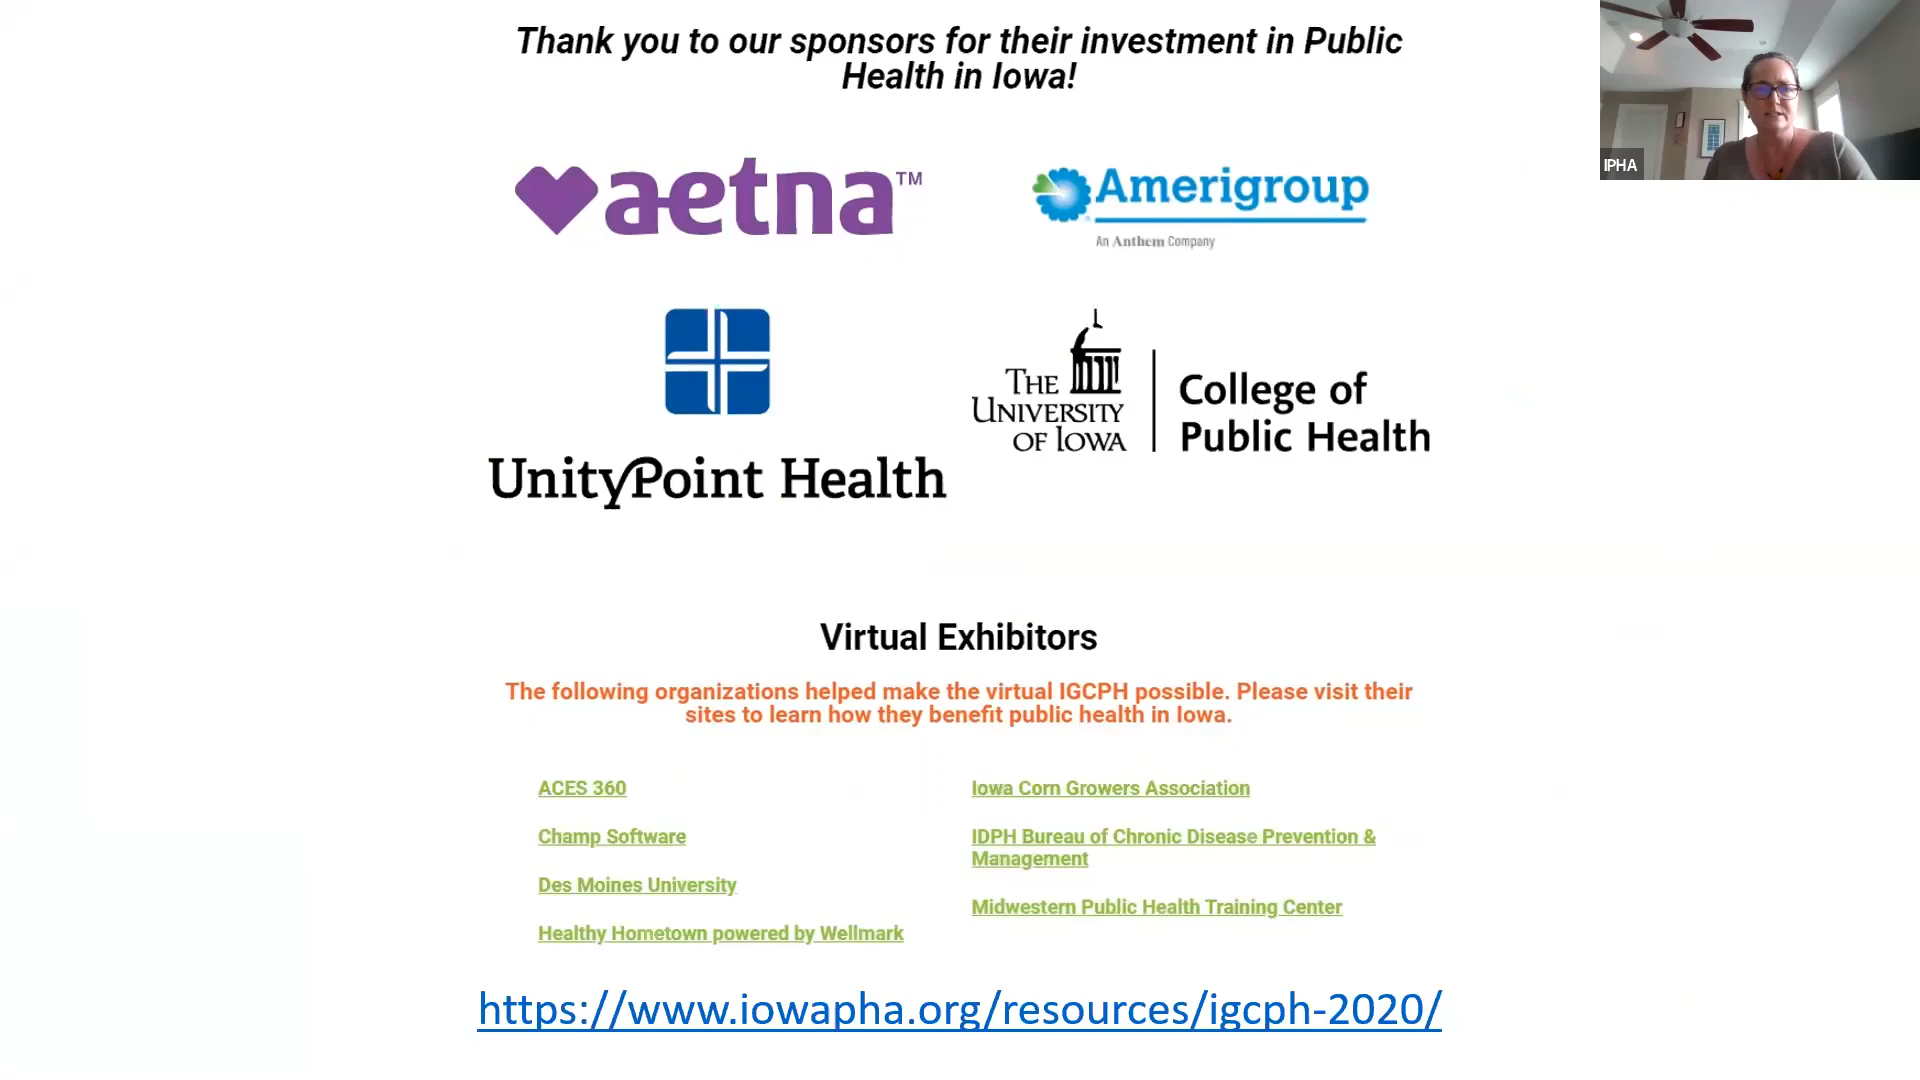 Thank you to our sponsors for their investment in Public
Health in Iowa!
IPHA
aetna™
Amerigroup
An Anthem Company
UnityPoint Health
THE
UNIVERSITY
OF IOWA
College of
Public Health
Virtual Exhibitors
The following organizations helped make the virtual IGCPH possible. Please visit their
sites to learn how they benefit public health in Iowa.
ACES 360
Champ Software
Des Moines University
Healthy Hometown powered by Wellmark
Iowa Corn Growers Association
IDPH Bureau of Chronic Disease Prevention &
Management
Midwestern Public Health Training Center
https://www.iowapha.org/resources/igcph-2020/